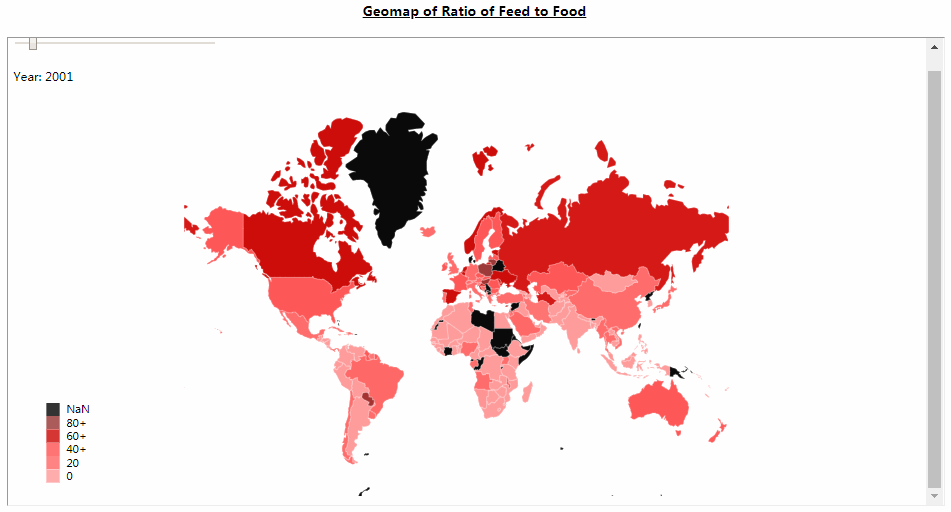 Geomap of Ratio of Feed to Food
Year: 2001
NaN
80+
60+
40+
20
0